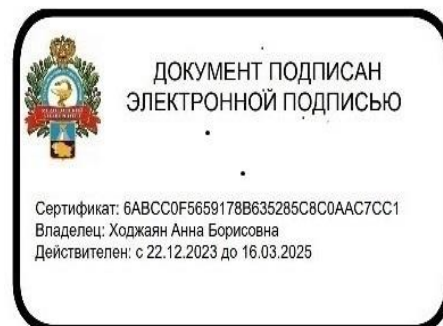 ДОКУМЕНТ ПОДПИСАН
ЭЛЕКТРОННОЙ ПОДПИСЬЮ
Сертификат: 6ABCC0F5659178B635285C8C0AAC7CC1
Владелец: Ходжаян Анна Борисовна
Действителен: с 22.12.2023 до 16.03.2025